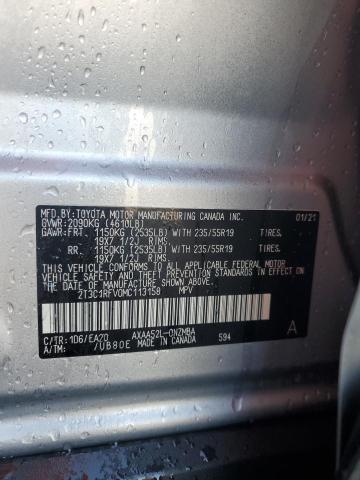 MFD.BY:TOYOTA MOTOR MANUFACTURING CANADA INC. 01/21
GVWR:2090KG (4610LB)
GAWR:FRT. 1150KG (2535LB) WITH 235/55R19 TIRES,
19X7 1/2J RIMS
RR. 1150KG (2535LB) WITH 235/55R19 TIRES,
19X7 1/2J RIMS
THIS VEHICLE CONFORMS TO ALL APPLICABLE FEDERAL MOTOR
VEHICLE SAFETY AND THEFT PREVENTION STANDARDS IN EFFECT ON
THE DATE OF MANUFACTURE SHOWN ABOVE.
2T3C1RFV0MC113158 MPV
C/TR:1D6/EA20 AXAA52L-ANZMBA A
A/TM: /UB80E MADE IN CANADA 594